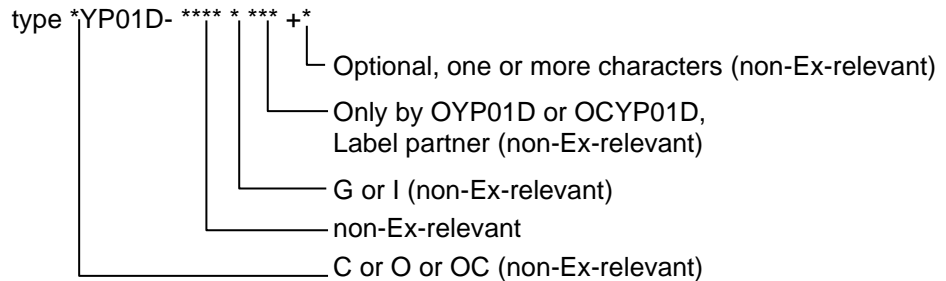 type *YP01D- **** * *** +*
Optional, one or more characters (non-Ex-relevant)
Only by OYP01D or OCYP01D,
Label partner (non-Ex-relevant)
G or I (non-Ex-relevant)
non-Ex-relevant
C or O or OC (non-Ex-relevant)